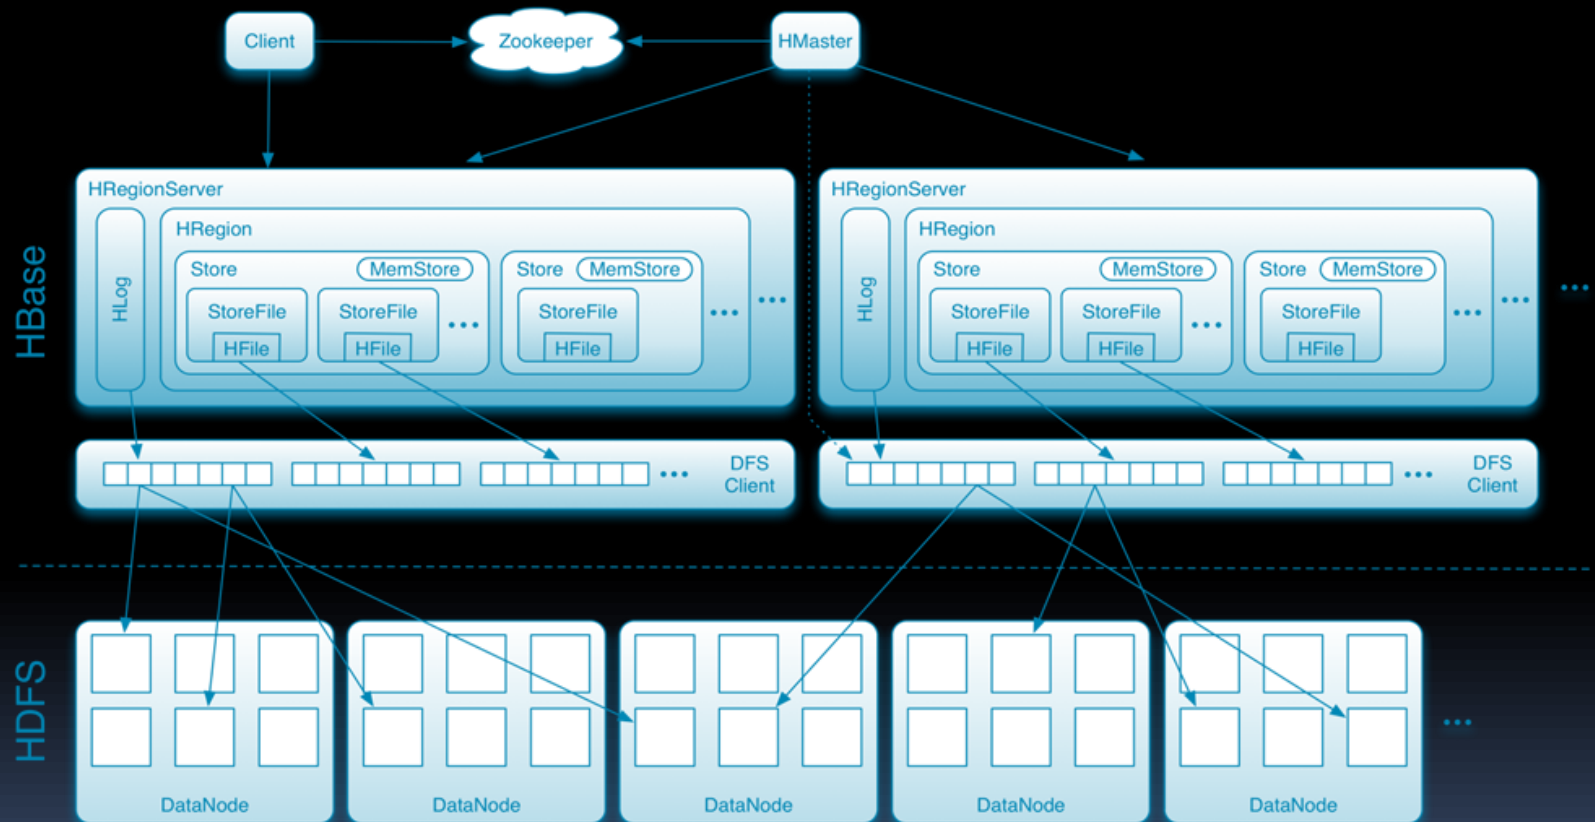 Client
Zookeeper
HMaster
HBase
HRegionServer
HLog
HRegion
Store
MemStore
StoreFile
HFile
StoreFile
HFile
...
Store
MemStore
StoreFile
HFile
...
...
HRegionServer
HLog
HRegion
Store
MemStore
StoreFile
HFile
StoreFile
HFile
...
Store
MemStore
StoreFile
HFile
...
...
...
...
DFS
Client
...
DFS
Client
HDFS
DataNode
DataNode
DataNode
DataNode
DataNode
...